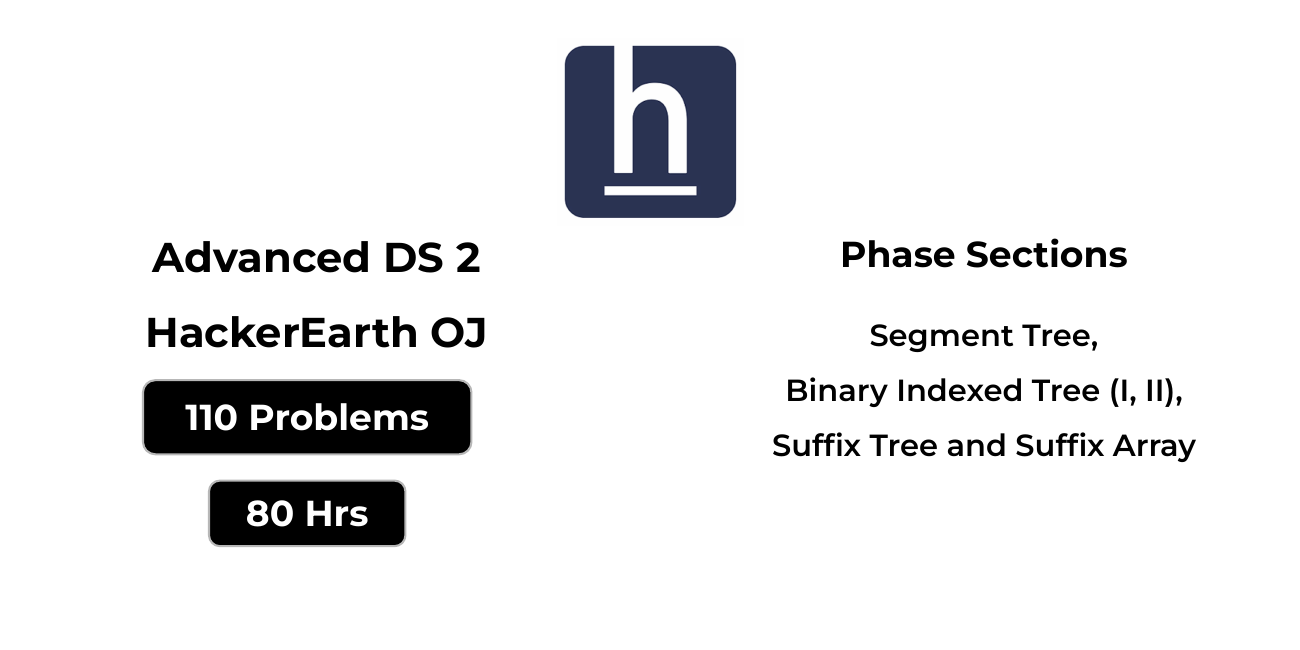 h
Advanced DS 2
HackerEarth OJ
110 Problems
80 Hrs
Phase Sections
Segment Tree,
Binary Indexed Tree (I, II),
Suffix Tree and Suffix Array